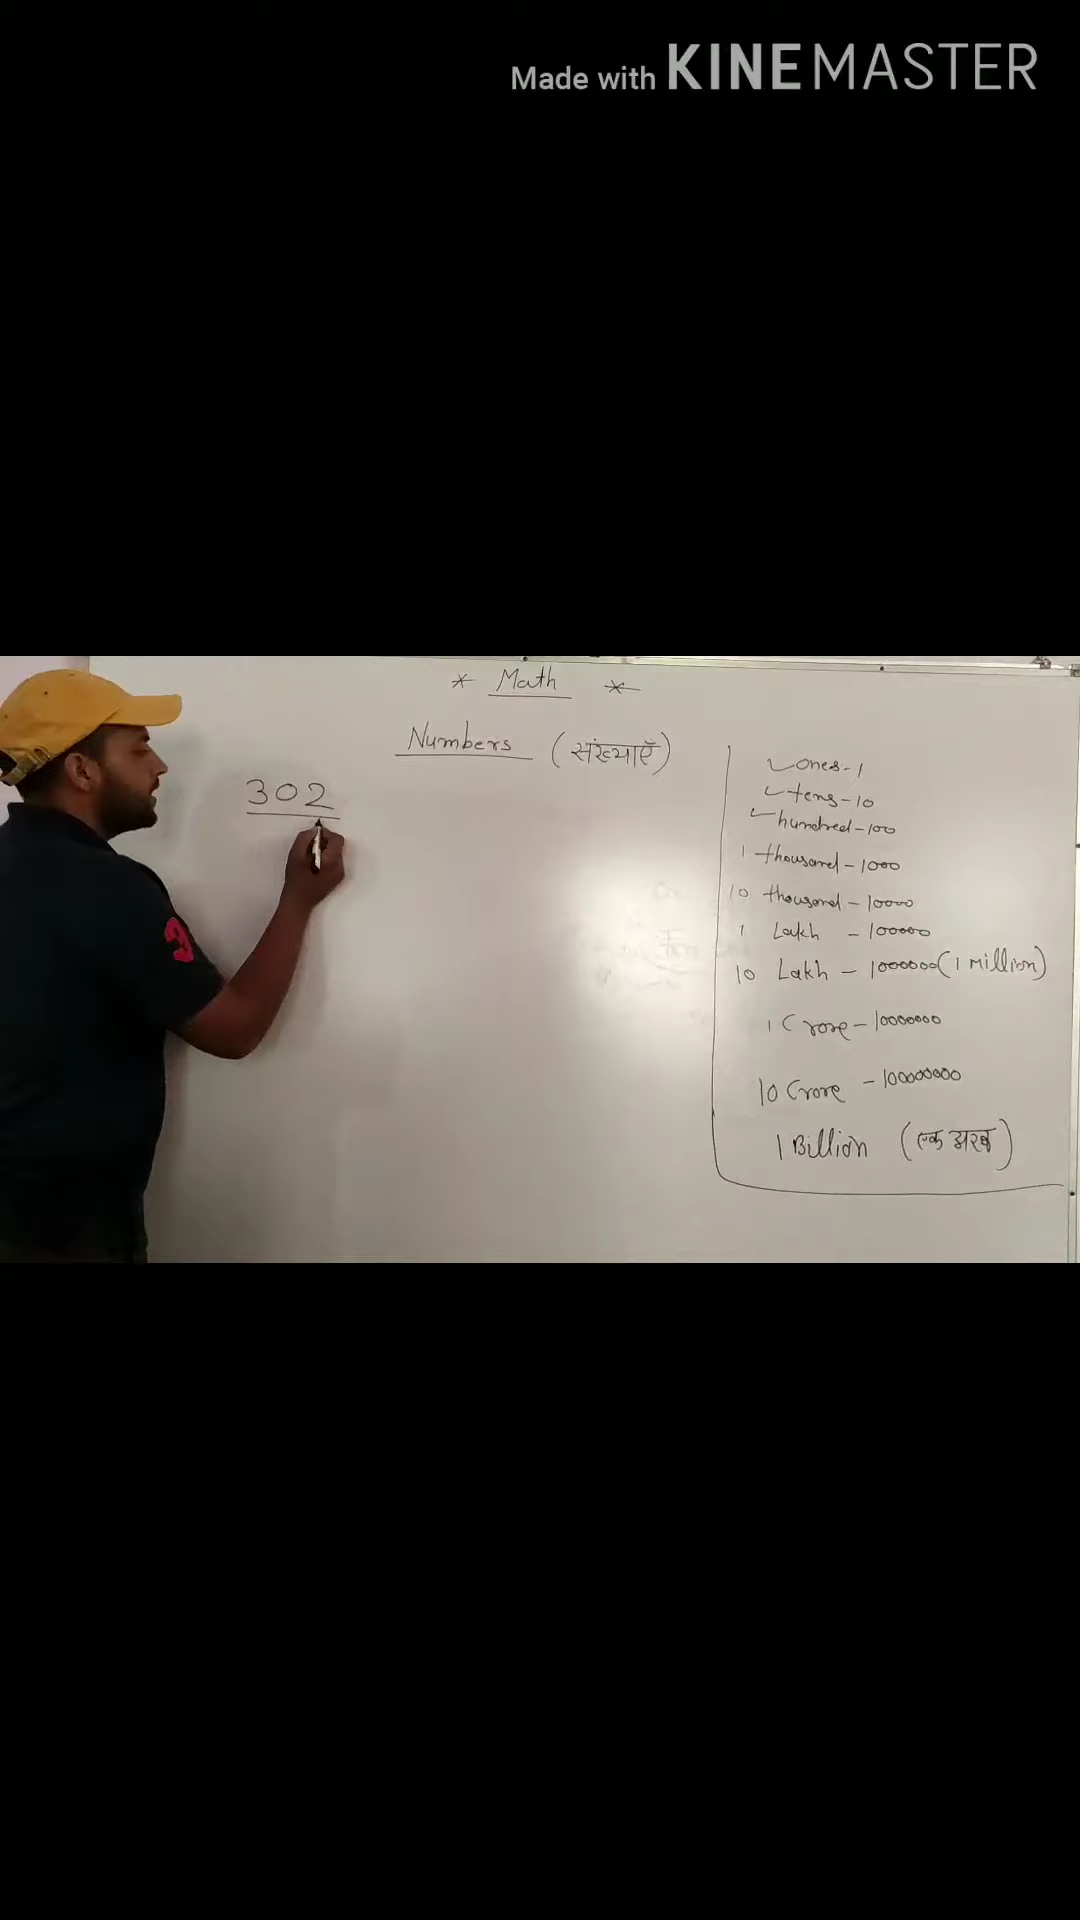 Made with KINEMASTER
* Math *
Numbers (संख्याएँ)
302
ones-1
tens-10
hundred-100
1 thousand-1000
10 thousand-10000
1 Lakh -100000
10 Lakh - 1000000(1 Million)
1 Crore-10000000
10 Crore -100000000
1 Billion (एक अरब)
3